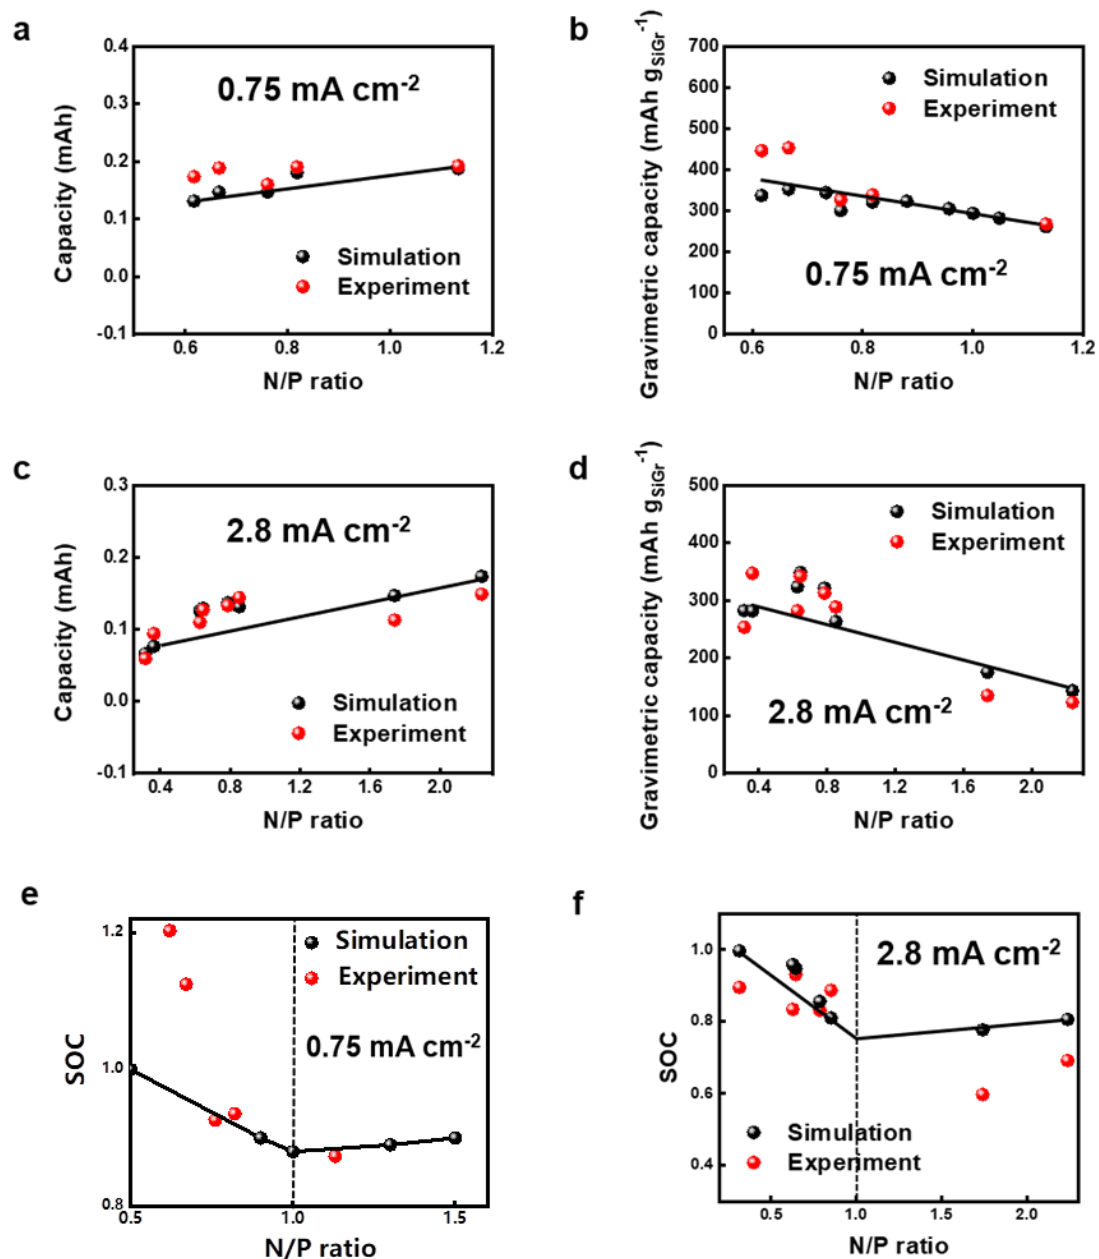 a
0.4
0.3
0.2
0.1
0.0
-0.1
Capacity (mAh)
0.75 mA cm⁻²
Simulation
Experiment
0.6 0.8 1.0 1.2
N/P ratio
b
700
600
500
400
300
200
100
0
Gravimetric capacity (mAh g_SiGr⁻¹)
Simulation
Experiment
0.75 mA cm⁻²
0.6 0.8 1.0 1.2
N/P ratio
c
0.3
0.2
0.1
0.0
-0.1
Capacity (mAh)
2.8 mA cm⁻²
Simulation
Experiment
0.4 0.8 1.2 1.6 2.0
N/P ratio
d
500
400
300
200
100
0
Gravimetric capacity (mAh g_SiGr⁻¹)
Simulation
Experiment
2.8 mA cm⁻²
0.4 0.8 1.2 1.6 2.0
N/P ratio
e
1.2
1.0
0.8
SOC
Simulation
Experiment
0.75 mA cm⁻²
0.5 1.0 1.5
N/P ratio
f
1.0
0.8
0.6
0.4
SOC
2.8 mA cm⁻²
Simulation
Experiment
0.5 1.0 1.5 2.0
N/P ratio